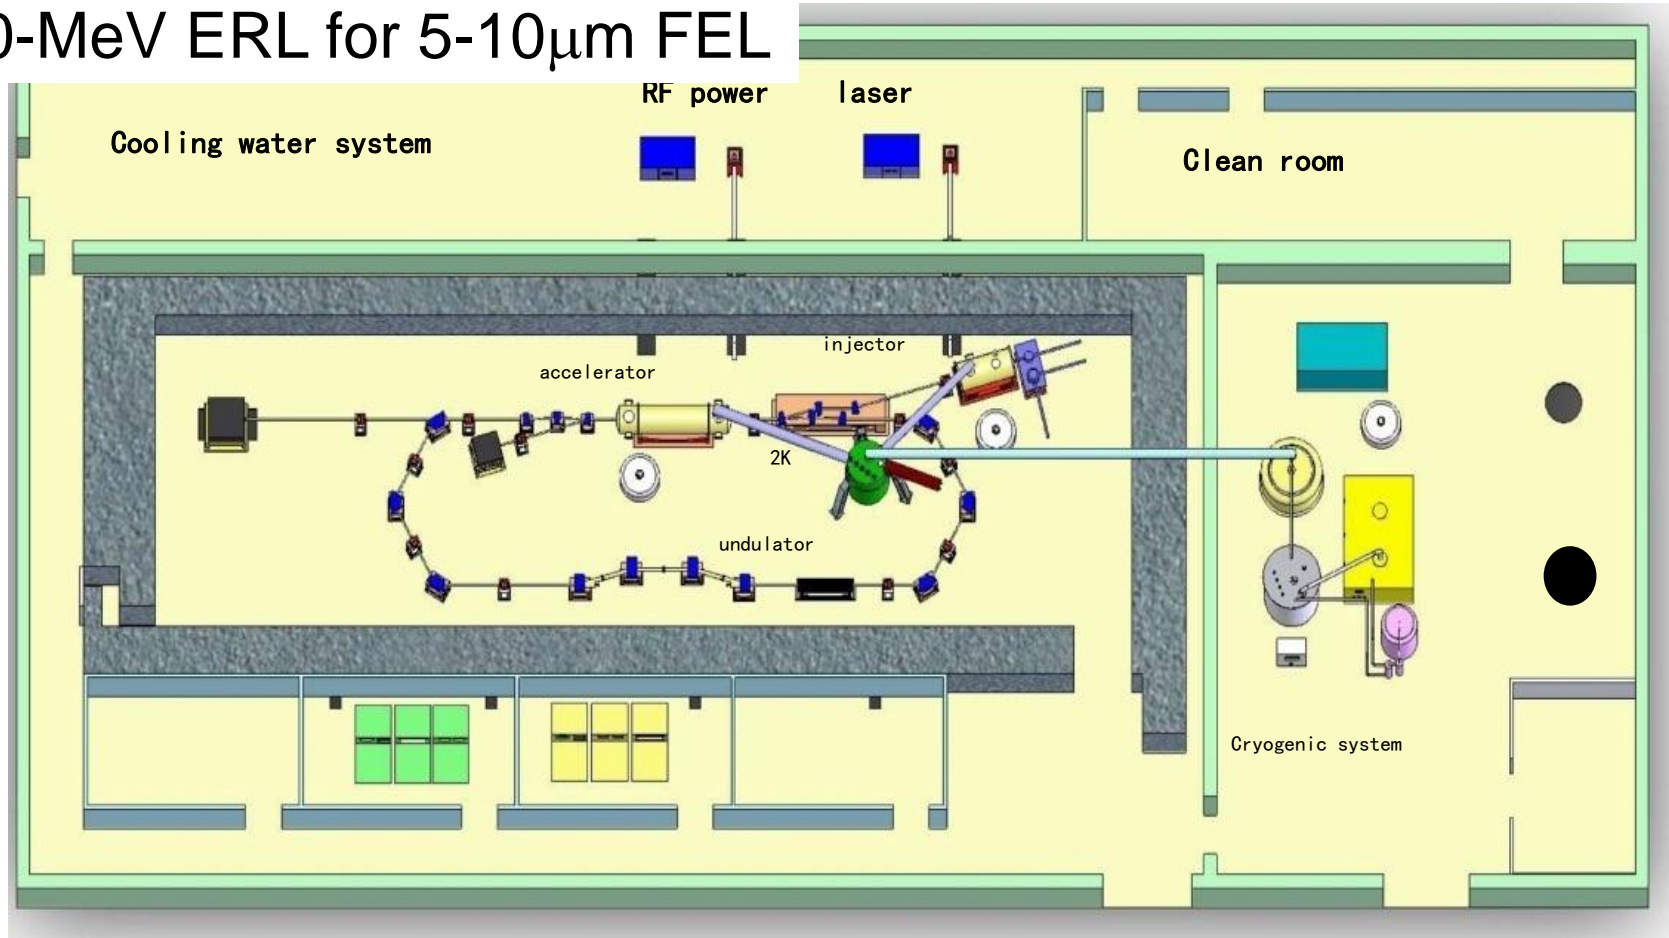 0-MeV ERL for 5-10μm FEL
RF power laser
Cooling water system
Clean room
injector
accelerator
2K
undulator
Cryogenic system